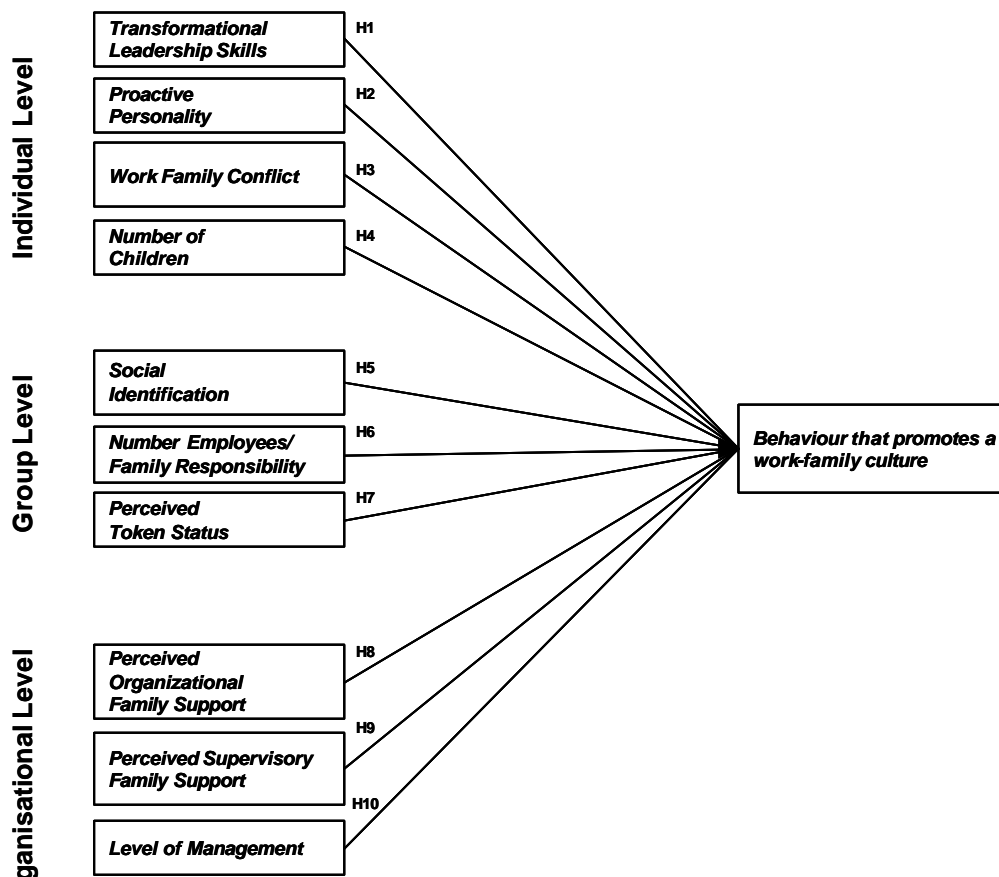 Individual Level
Transformational
Leadership Skills
H1
Proactive
Personality
H2
Work Family Conflict
H3
Number of
Children
H4
Group Level
Social
Identification
H5
Number Employees/
Family Responsibility
H6
Perceived
Token Status
H7
ganisational Level
Perceived
Organizational
Family Support
H8
Perceived Supervisory
Family Support
H9
Level of Management
H10
Behaviour that promotes a
work-family culture